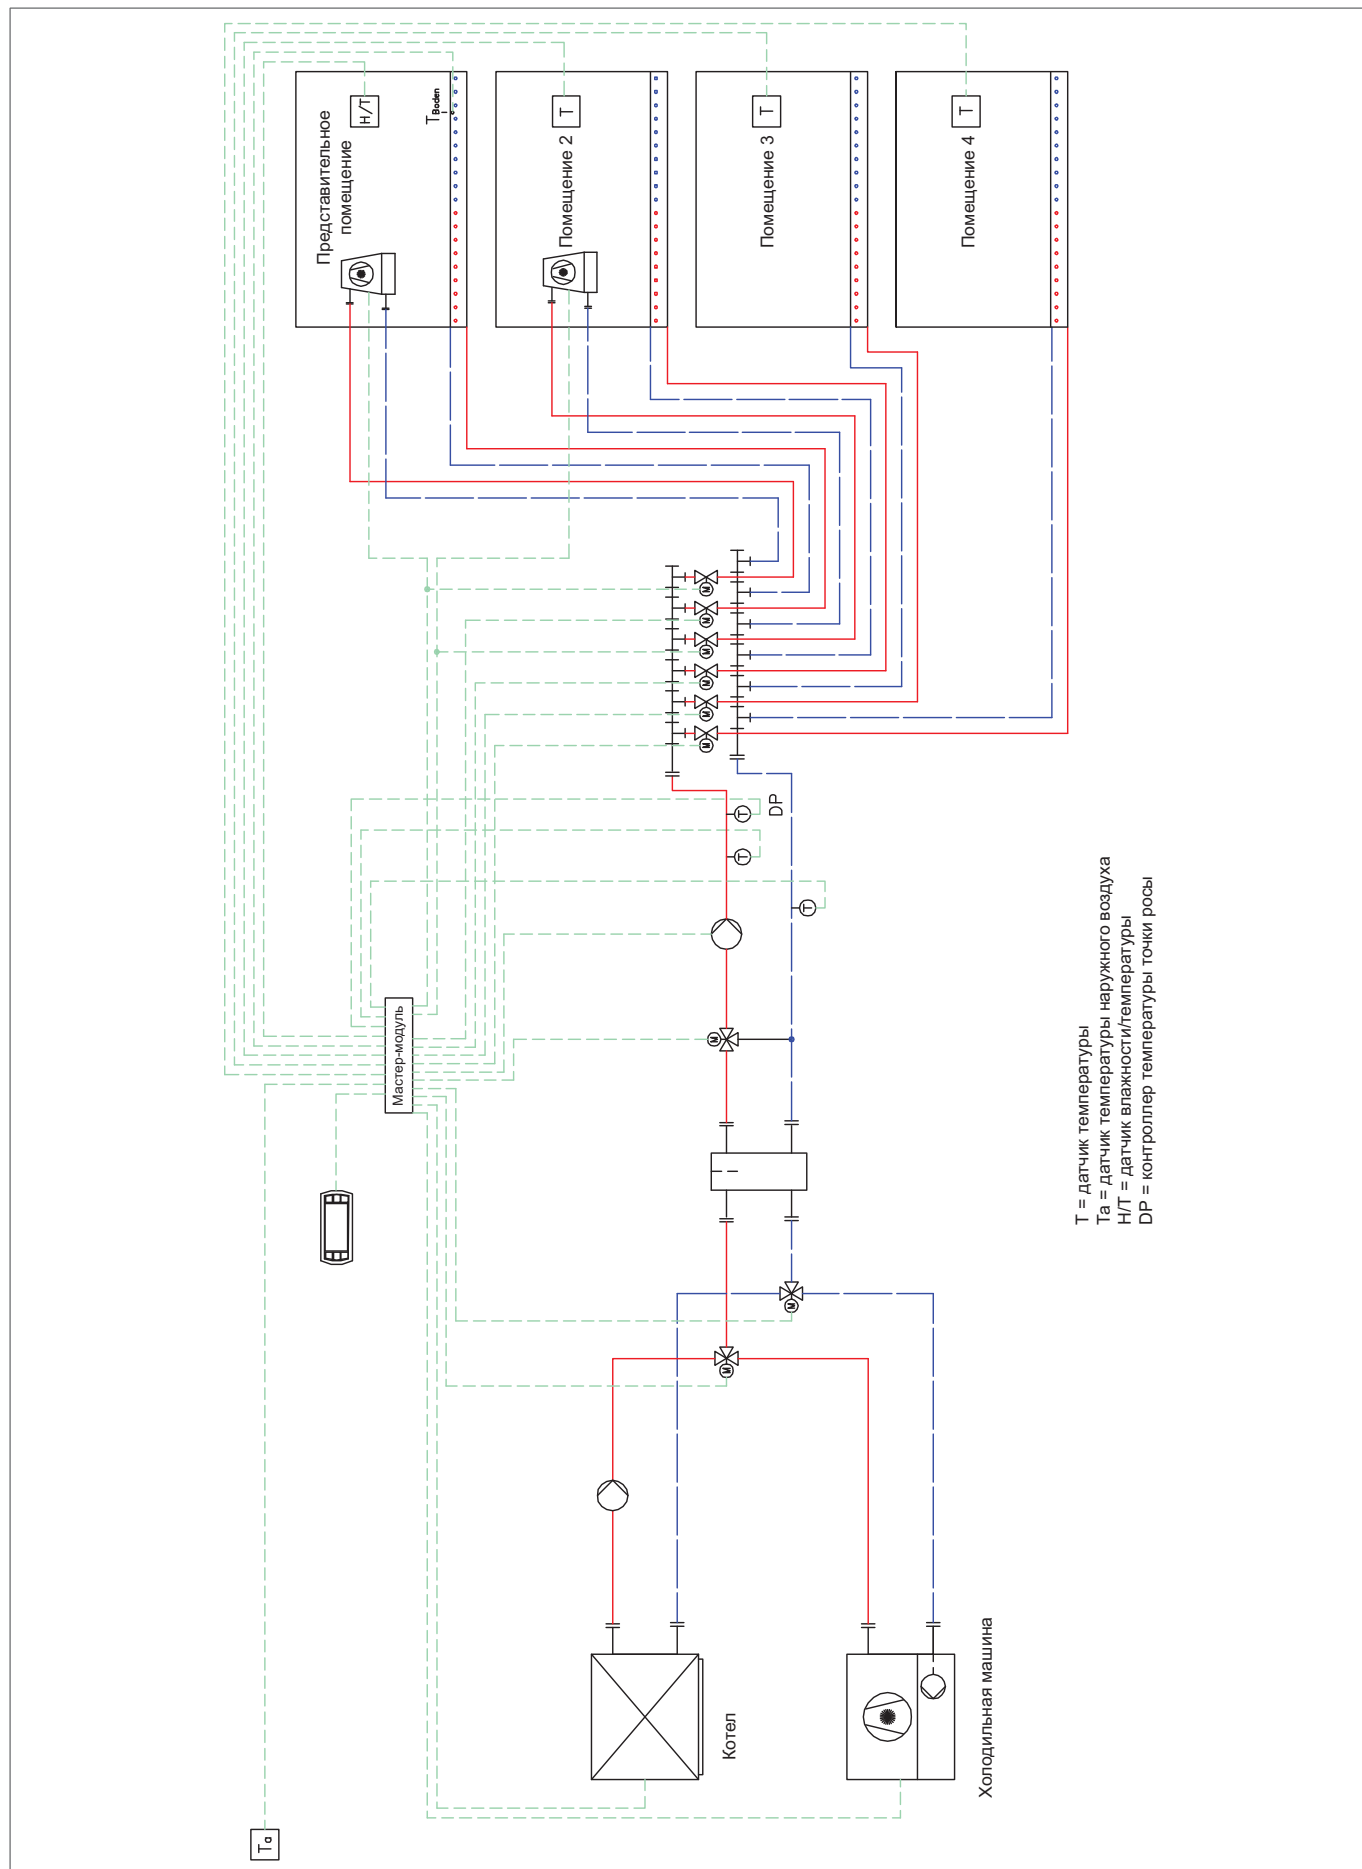 Представительное
помещение
H/T
T Boden
Помещение 2
T
Помещение 3
T
Помещение 4
T
M
M
M
M
M
M
T
DP
T
T
M
Мастер-модуль
M
M
Котел
Холодильная машина
Ta
T = датчик температуры
Ta = датчик температуры наружного воздуха
H/T = датчик влажности/температуры
DP = контроллер температуры точки росы